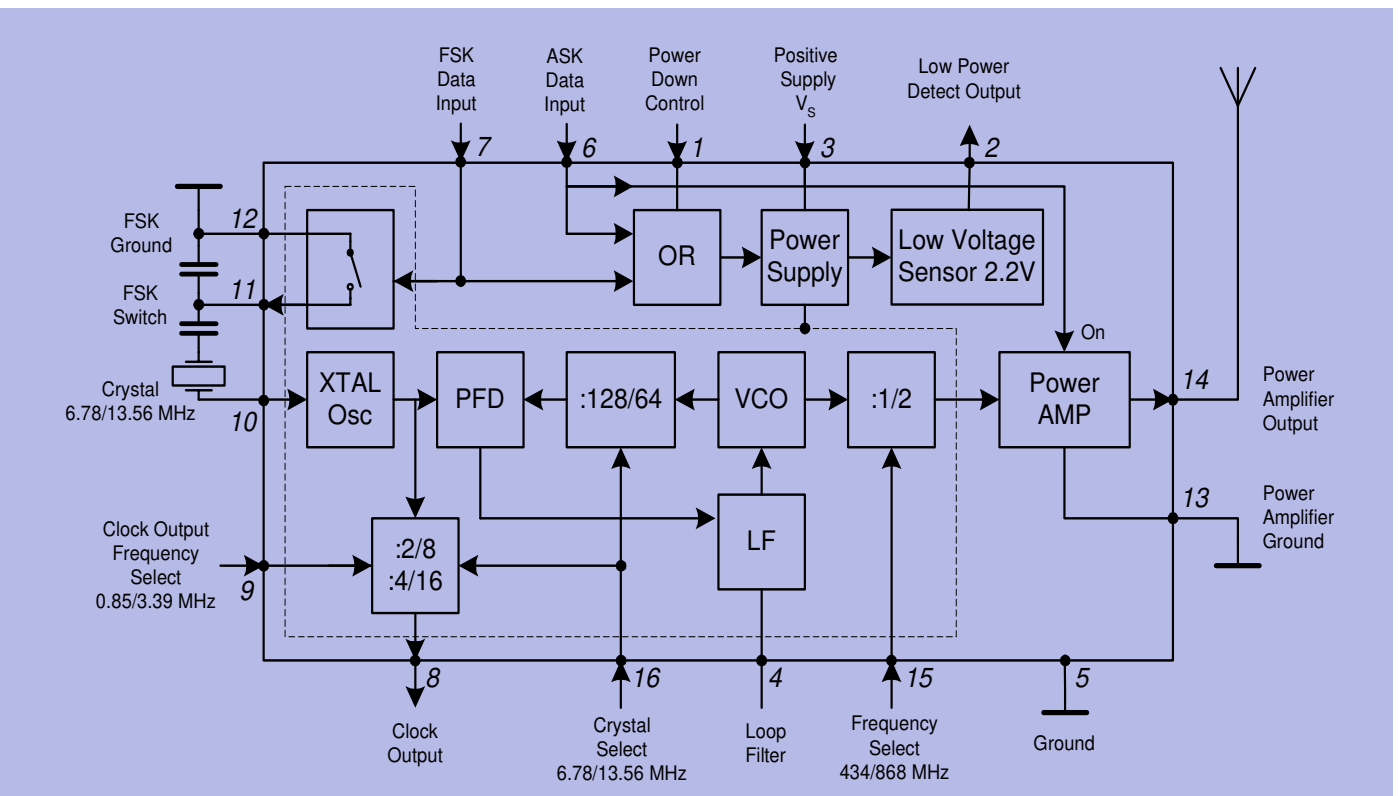 FSK
Data
Input
ASK
Data
Input
Power
Down
Control
Positive
Supply
VS
Low Power
Detect Output
7
6
1
3
2
FSK
Ground
12
FSK
Switch
11
OR
Power
Supply
Low Voltage
Sensor 2.2V
On
Crystal
6.78/13.56 MHz
10
XTAL
Osc
PFD
:128/64
VCO
:1/2
Power
AMP
14
Power
Amplifier
Output
13
Power
Amplifier
Ground
Clock Output
Frequency
Select
0.85/3.39 MHz
9
:2/8
:4/16
LF
8
16
4
15
5
Clock
Output
Crystal
Select
6.78/13.56 MHz
Loop
Filter
Frequency
Select
434/868 MHz
Ground